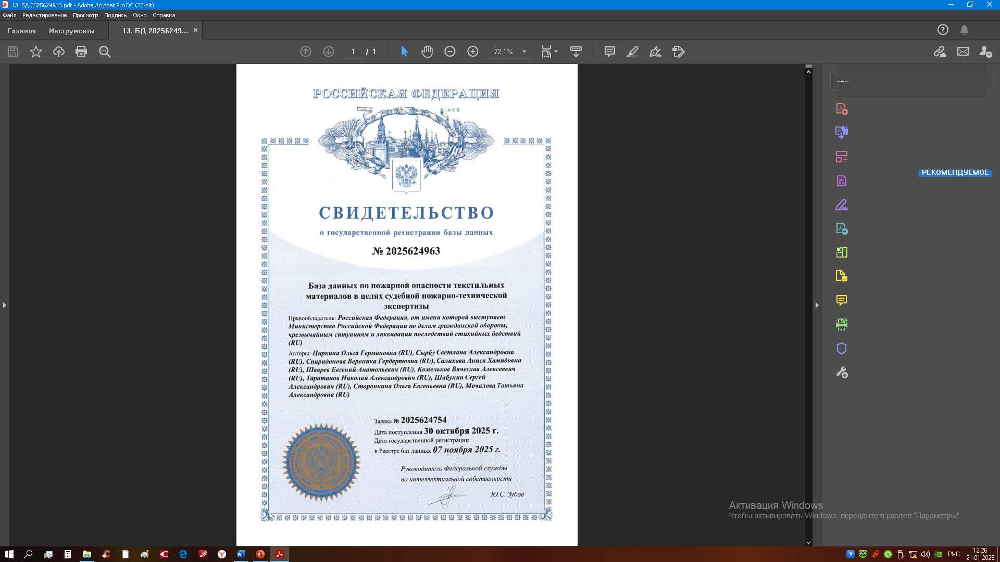 13. БД 2025624963.pdf - Adobe Acrobat Pro DC (32-bit)
Файл Редактирование Просмотр Подпись Окно Справка
Главная Инструменты 13. БД 20256249... ×
1 / 1 72,1%
РЕКОМЕНДУЕМОЕ
РОССИЙСКАЯ ФЕДЕРАЦИЯ
СВИДЕТЕЛЬСТВО
о государственной регистрации базы данных
№ 2025624963
База данных по пожарной опасности текстильных
материалов в целях судебной пожарно-технической
экспертизы
Правообладатель: Российская Федерация, от имени которой выступает
Министерство Российской Федерации по делам гражданской обороны,
чрезвычайным ситуациям и ликвидации последствий стихийных бедствий
(RU)
Авторы: Циркина Ольга Германовна (RU), Сырбу Светлана Александровна
(RU), Спиридонова Вероника Гербертовна (RU), Салихова Аниса Хамидовна
(RU), Шварев Евгений Анатольевич (RU), Комельков Вячеслав Алексеевич
(RU), Таратанов Николай Александрович (RU), Шабунин Сергей
Александрович (RU), Сторонкина Ольга Евгеньевна (RU), Мочалова Татьяна
Александровна (RU)
Заявка № 2025624754
Дата поступления 30 октября 2025 г.
Дата государственной регистрации
в Реестре баз данных 07 ноября 2025 г.
Руководитель Федеральной службы
по интеллектуальной собственности
Ю.С. Зубов
Активация Windows
Чтобы активировать Windows, перейдите в раздел "Параметры".
РУС 12:26
21.01.2026